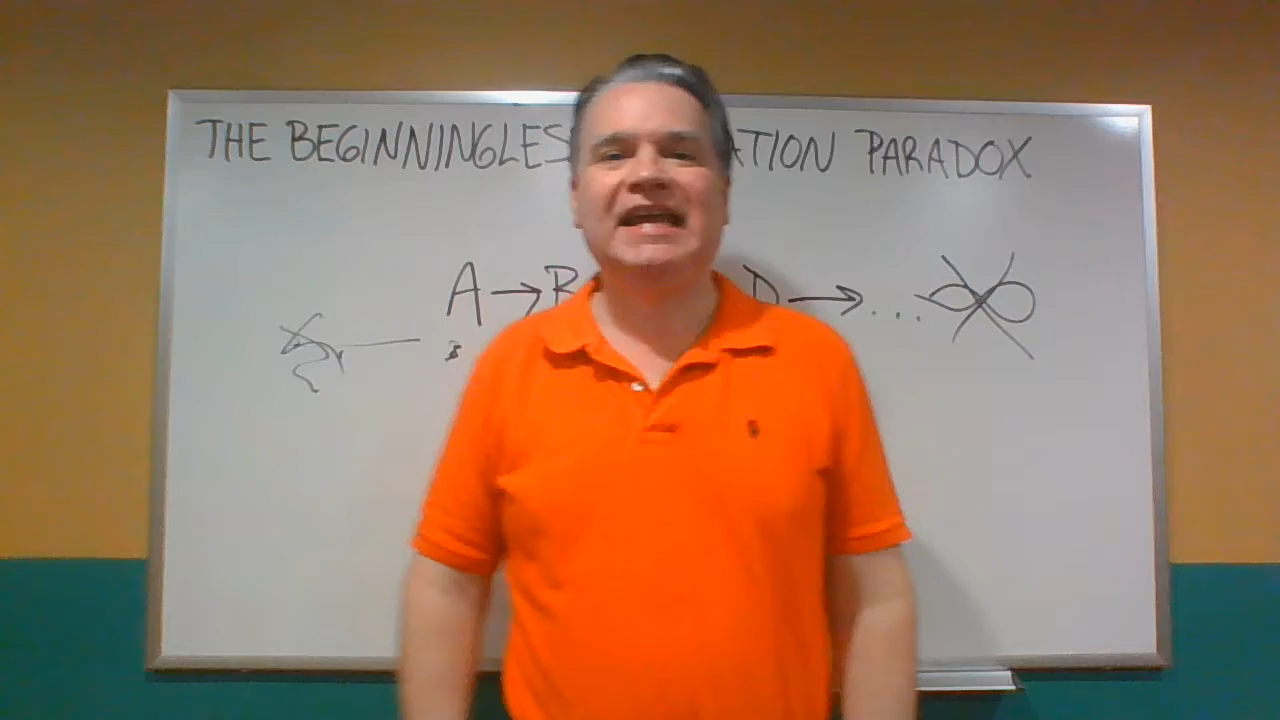 THE BEGINNINGLES ATION PARADOX
A → B D → ...